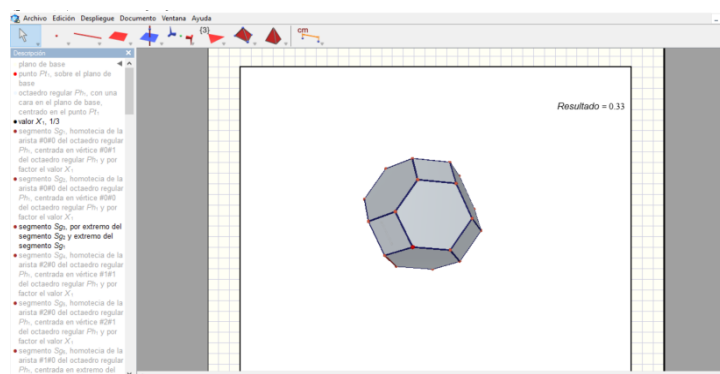 Archivo Edición Despliegue Documento Ventana Ayuda
{3}
cm
Descripción
plano de base
punto Pt₁, sobre el plano de
base
octaedro regular Ph₁, con una
cara en el plano de base,
centrado en el punto Pt₁
valor X₁, 1/3
segmento Sg₁, homotecia de la
arista #0#0 del octaedro regular
Ph₁, centrada en vértice #0#1
del octaedro regular Ph₁ y por
factor el valor X₁
segmento Sg₂, homotecia de la
arista #0#0 del octaedro regular
Ph₁, centrada en vértice #0#0
del octaedro regular Ph₁ y por
factor el valor X₁
segmento Sg₃, por extremo del
segmento Sg₂ y extremo del
segmento Sg₁
segmento Sg₄, homotecia de la
arista #2#0 del octaedro regular
Ph₁, centrada en vértice #1#1
del octaedro regular Ph₁ y por
factor el valor X₁
segmento Sg₅, homotecia de la
arista #2#0 del octaedro regular
Ph₁, centrada en vértice #2#1
del octaedro regular Ph₁ y por
factor el valor X₁
segmento Sg₆, homotecia de la
arista #1#0 del octaedro regular
Ph₁, centrada en extremo del
Resultado = 0.33